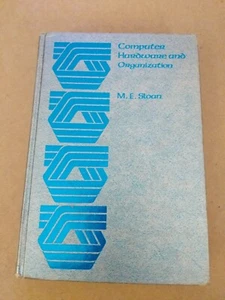 Computer
Hardware and
Organization
M. E. Sloan